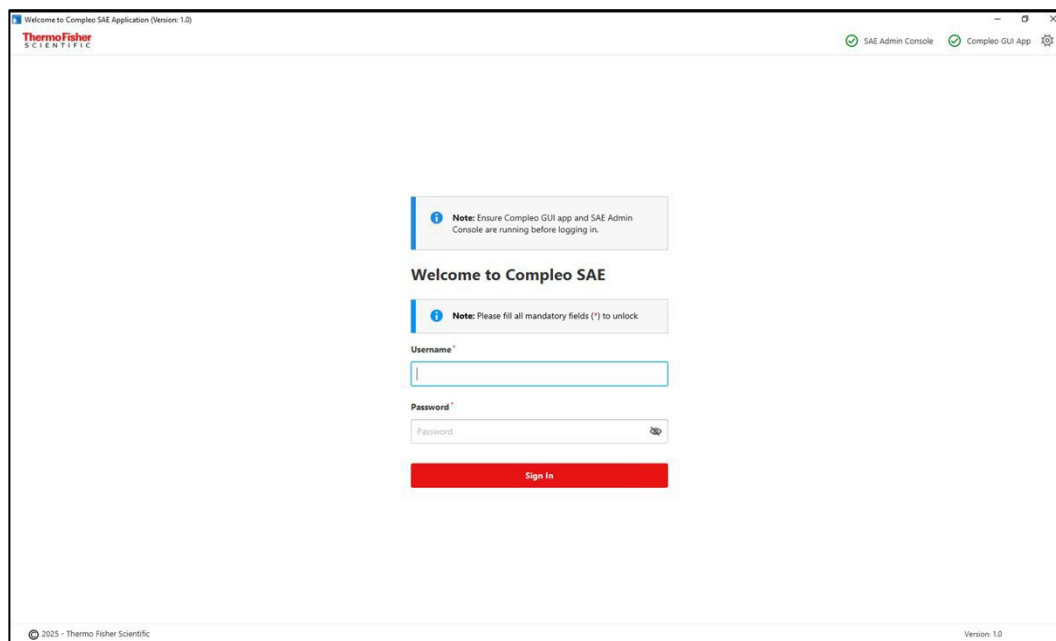 Welcome to Compleo SAE Application (Version: 1.0)
ThermoFisher
SCIENTIFIC
SAE Admin Console
Compleo GUI App
Note: Ensure Compleo GUI app and SAE Admin
Console are running before logging in.
Welcome to Compleo SAE
Note: Please fill all mandatory fields (*) to unlock
Username *
Password *
Password
Sign In
© 2025 - Thermo Fisher Scientific
Version: 1.0